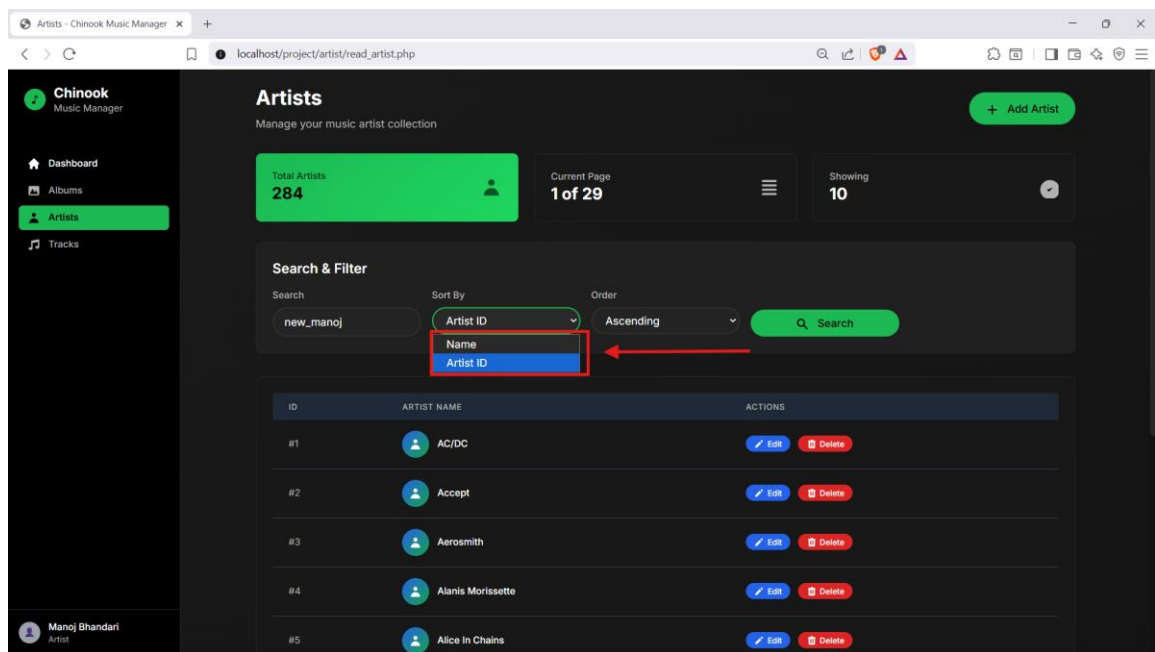 Artists - Chinook Music Manager
localhost/project/artist/read_artist.php
Chinook
Music Manager
Dashboard
Albums
Artists
Tracks
Manoj Bhandari
Artist
Artists
Manage your music artist collection
+ Add Artist
Total Artists
284
Current Page
1 of 29
Showing
10
Search & Filter
Search
Sort By
Order
new_manoj
Artist ID
Ascending
Search
Name
Artist ID
ID ARTIST NAME ACTIONS
#1 AC/DC Edit Delete
#2 Accept Edit Delete
#3 Aerosmith Edit Delete
#4 Alanis Morissette Edit Delete
#5 Alice In Chains Edit Delete